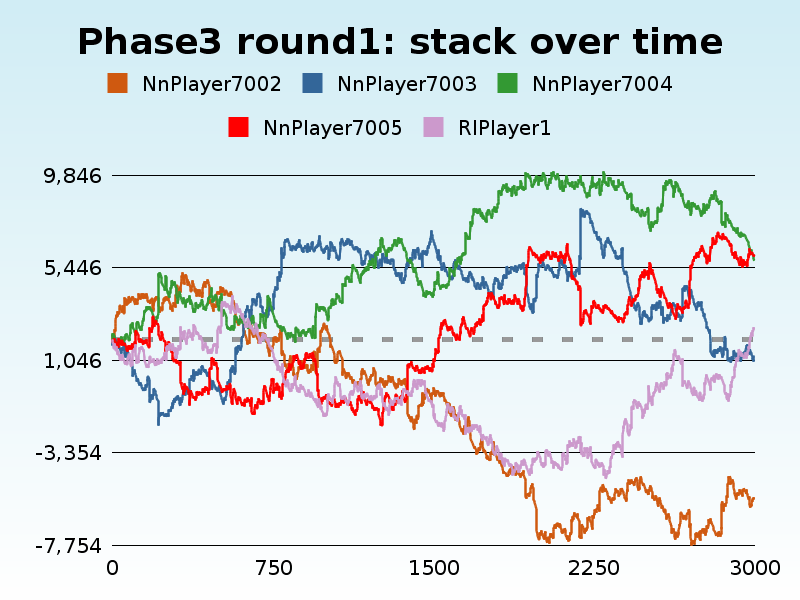 Phase3 round1: stack over time
NnPlayer7002 NnPlayer7003 NnPlayer7004
NnPlayer7005 RIPlayer1
9,846
5,446
1,046
-3,354
-7,754
0 750 1500 2250 3000